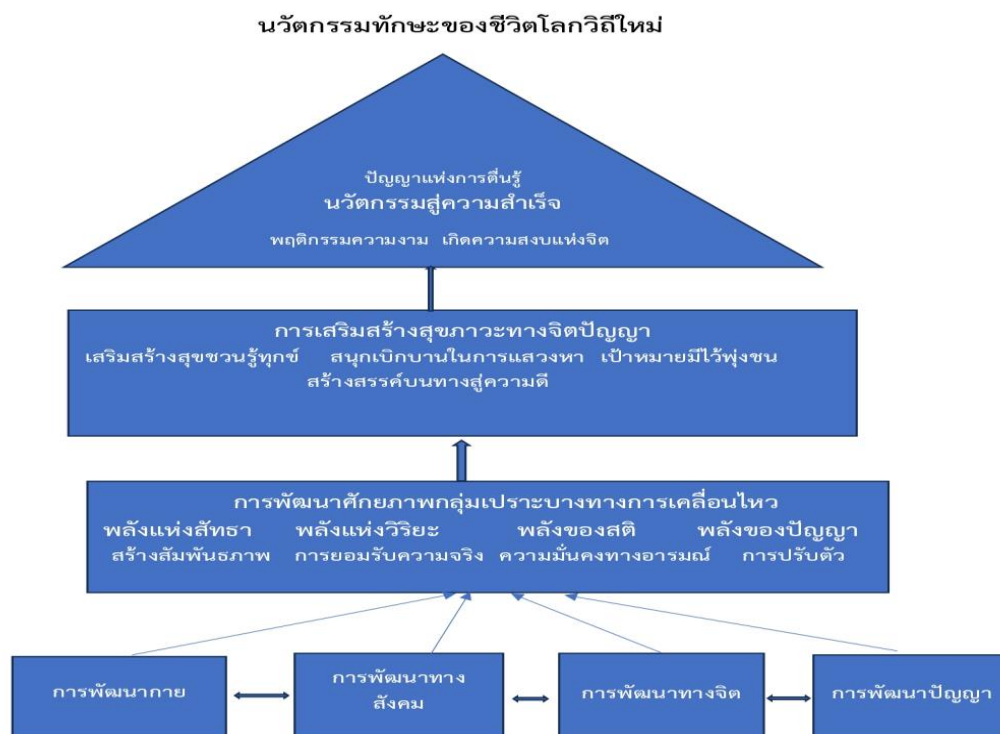 นวัตกรรมทักษะของชีวิตโลกวิถีใหม่
ปัญญาแห่งการตื่นรู้
นวัตกรรมสู่ความสำเร็จ
พฤติกรรมความงาม เกิดความสงบแห่งจิต
การเสริมสร้างสุขภาวะทางจิตปัญญา
เสริมสร้างสุขชวนรู้ทุกข์ สนุกเบิกบานในการแสวงหา เป้าหมายมีไว้พุ่งชน
สร้างสรรค์บนทางสู่ความดี
การพัฒนาศักยภาพกลุ่มเปราะบางทางการเคลื่อนไหว
พลังแห่งสัทธา พลังแห่งวิริยะ พลังของสติ พลังของปัญญา
สร้างสัมพันธภาพ การยอมรับความจริง ความมั่นคงทางอารมณ์ การปรับตัว
การพัฒนากาย
การพัฒนาทาง
สังคม
การพัฒนาทางจิต
การพัฒนาปัญญา